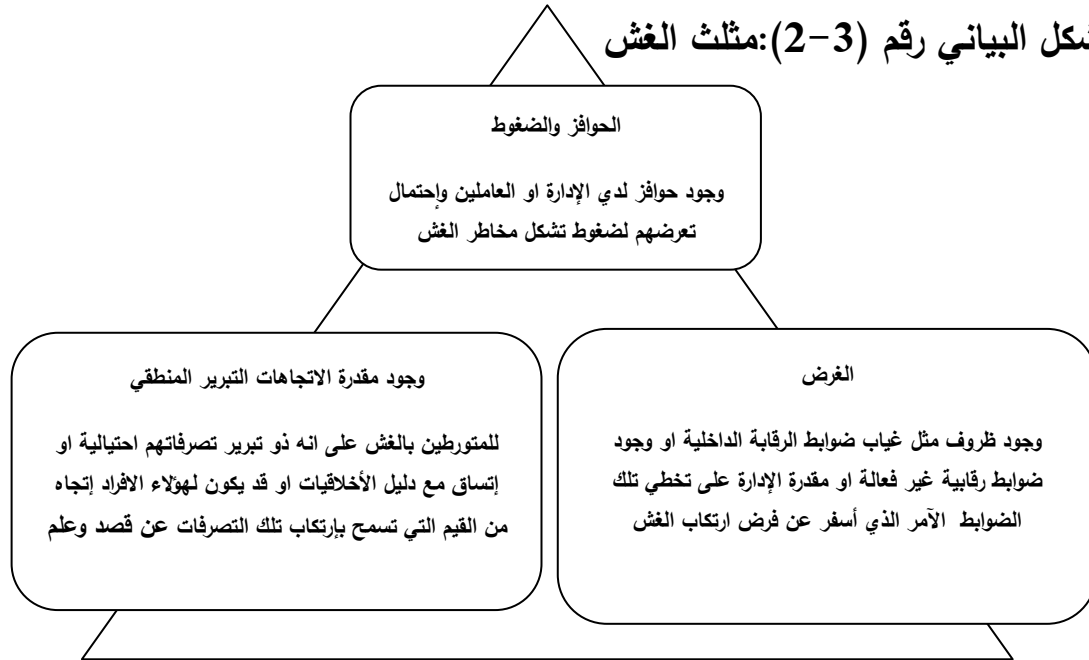 شكل البياني رقم (3-2):مثلث الغش
الحوافز والضغوط
وجود حوافز لدي الإدارة او العاملين وإحتمال
تعرضهم لضغوط تشكل مخاطر الغش
الغرض
وجود ظروف مثل غياب ضوابط الرقابة الداخلية او وجود
ضوابط رقابية غير فعالة او مقدرة الإدارة على تخطي تلك
الضوابط الآمر الذي أسفر عن فرض ارتكاب الغش
وجود مقدرة الاتجاهات التبرير المنطقي
للمتورطين بالغش على انه ذو تبرير تصرفاتهم احتيالية او
إتساق مع دليل الأخلاقيات او قد يكون لهؤلاء الافراد إتجاه
من القيم التي تسمح بإرتكاب تلك التصرفات عن قصد وعلم